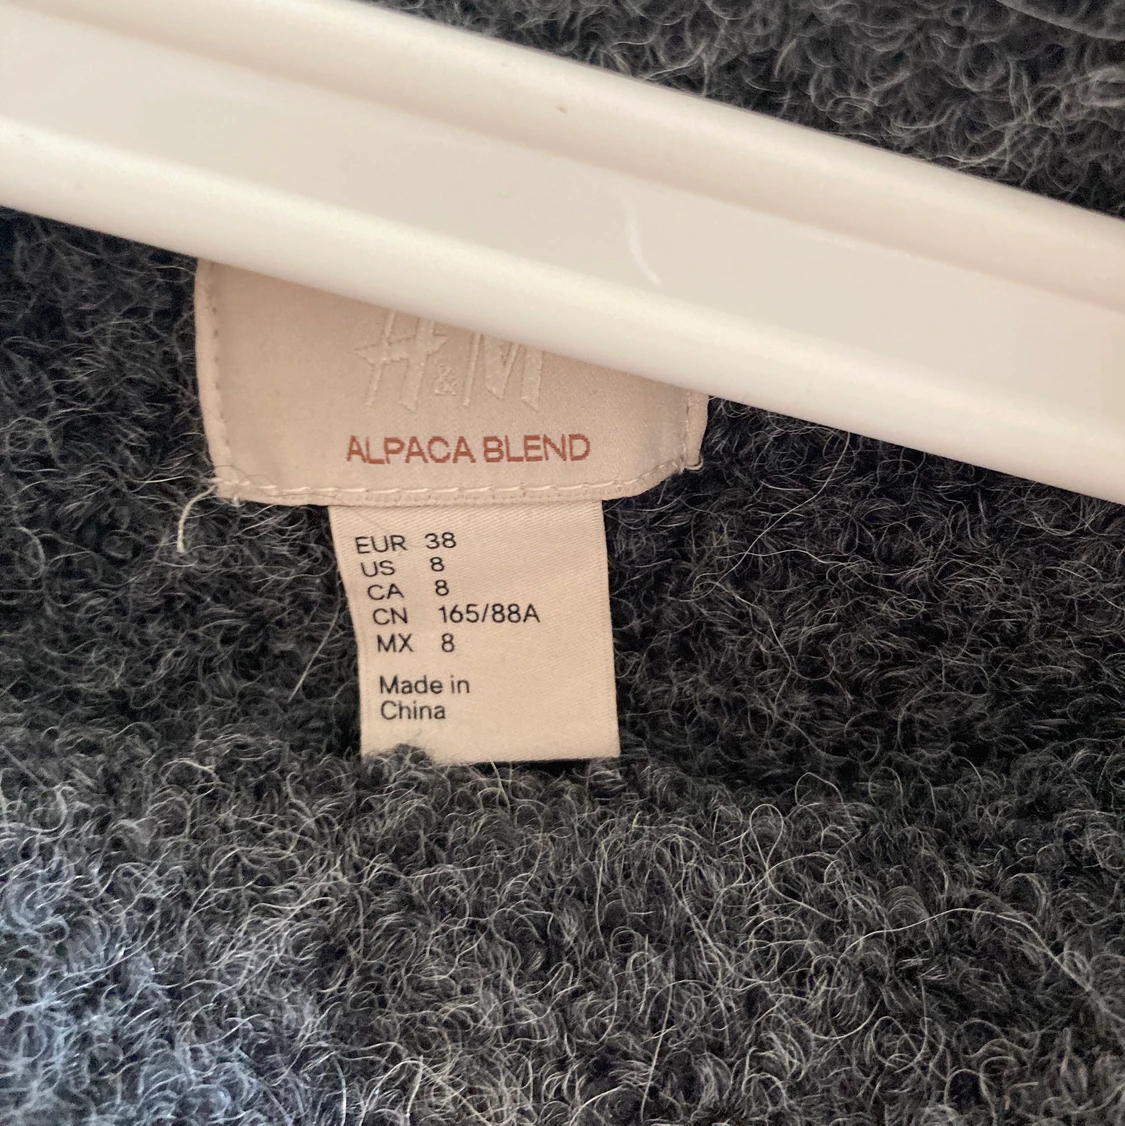 H&M
ALPACA BLEND
EUR 38
US 8
CA 8
CN 165/88A
MX 8
Made in
China